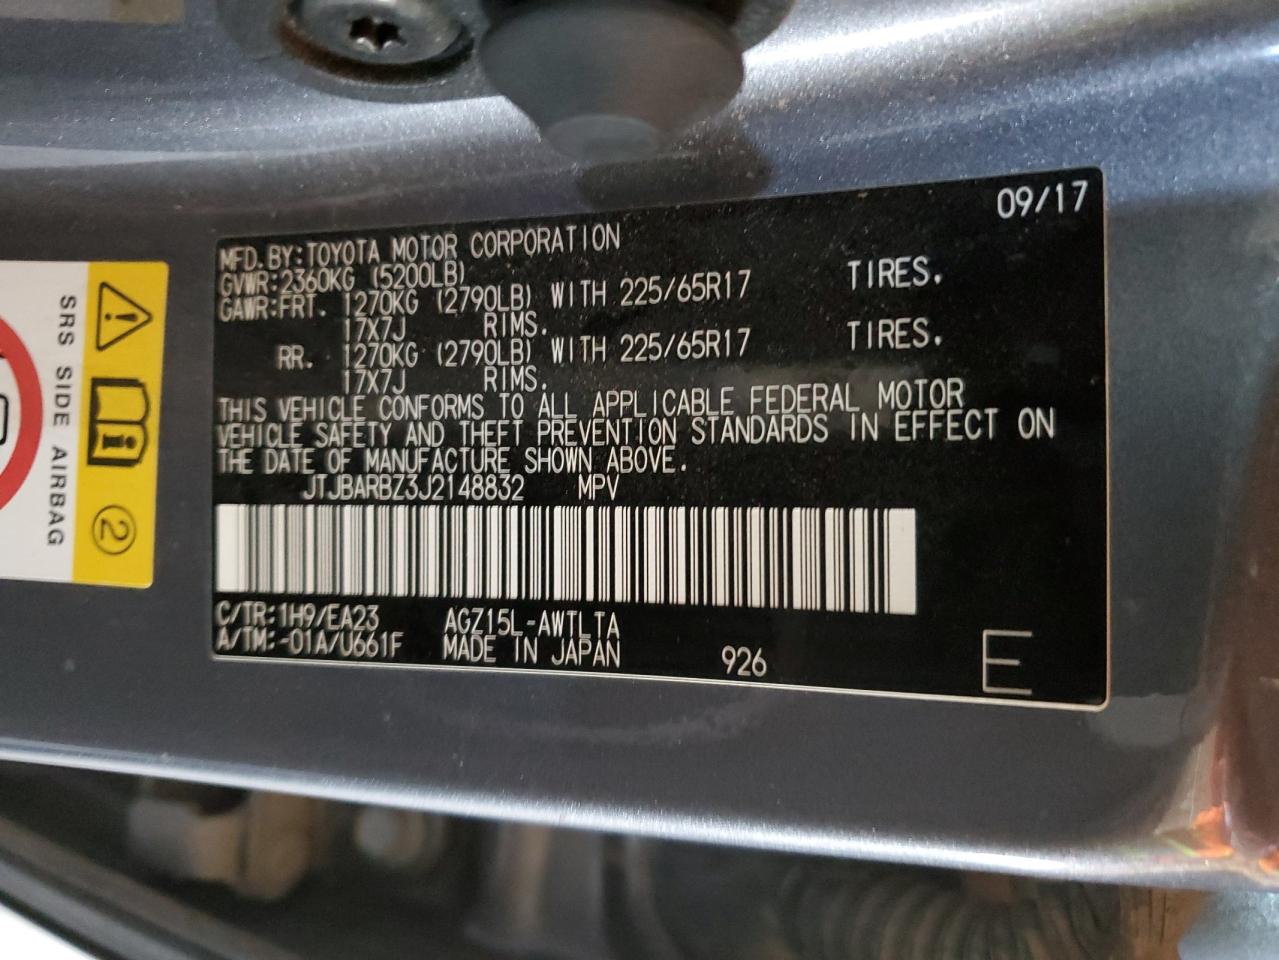 09/17
MFD.BY:TOYOTA MOTOR CORPORATION
GVWR:2360KG (5200LB)
GAWR:FRT. 1270KG (2790LB) WITH 225/65R17 TIRES.
17X7J RIMS.
RR. 1270KG (2790LB) WITH 225/65R17 TIRES.
17X7J RIMS.
THIS VEHICLE CONFORMS TO ALL APPLICABLE FEDERAL MOTOR
VEHICLE SAFETY AND THEFT PREVENTION STANDARDS IN EFFECT ON
THE DATE OF MANUFACTURE SHOWN ABOVE.
JTJBARBZ3J2148832 MPV
C/TR:1H9/EA23 AGZ15L-AWTLTA
A/TM:-01A/U661F MADE IN JAPAN 926
E
SRS SIDE AIRBAG
2